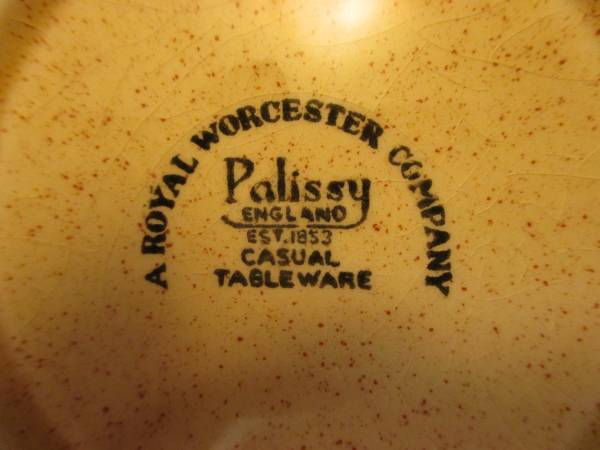 A ROYAL WORCESTER COMPANY
Palissy
ENGLAND
EST. 1853
CASUAL
TABLEWARE